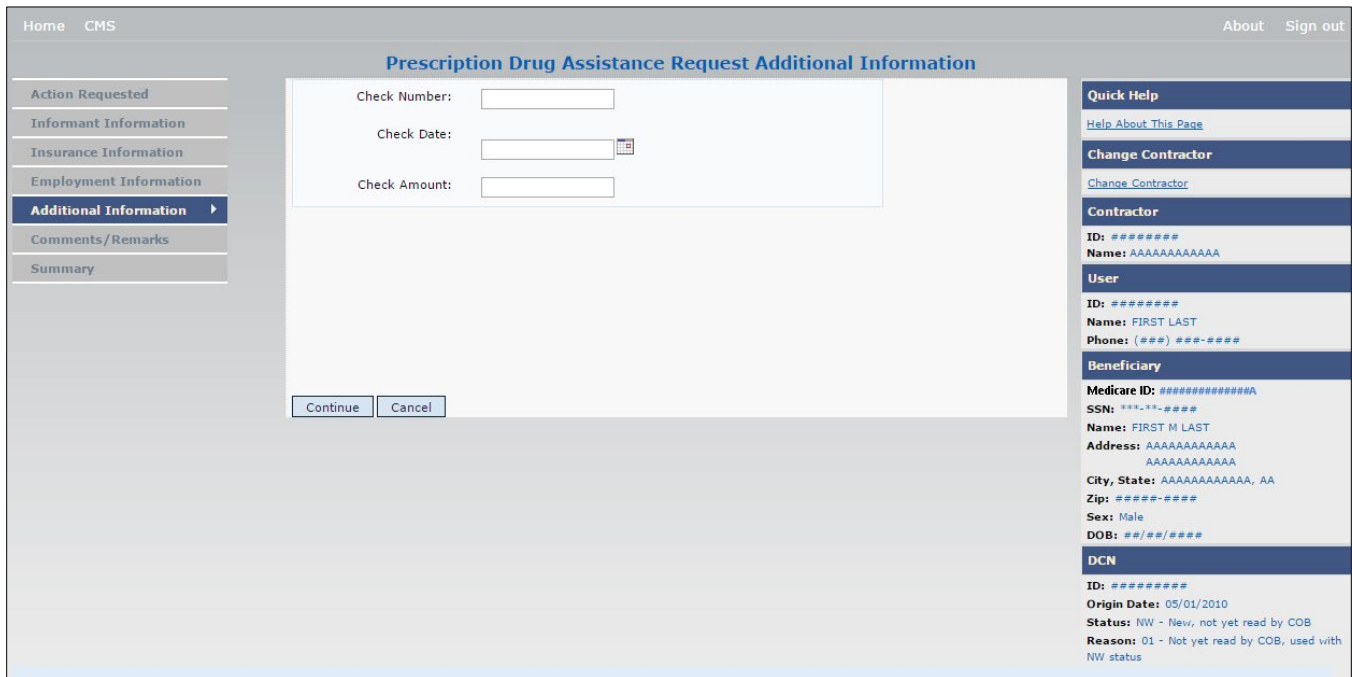 Home CMS About Sign out
Prescription Drug Assistance Request Additional Information
Action Requested
Informant Information
Insurance Information
Employment Information
Additional Information
Comments/Remarks
Summary
Check Number:
Check Date:
Check Amount:
Continue Cancel
Quick Help
Help About This Page
Change Contractor
Change Contractor
Contractor
ID: ########
Name: AAAAAAAAAAAA
User
ID: ########
Name: FIRST LAST
Phone: (###) ###-####
Beneficiary
Medicare ID: ##############A
SSN: ***-**-####
Name: FIRST M LAST
Address: AAAAAAAAAAAA
AAAAAAAAAAAA
City, State: AAAAAAAAAAAA, AA
Zip: #####-####
Sex: Male
DOB: ##/##/####
DCN
ID: #########
Origin Date: 05/01/2010
Status: NW - New, not yet read by COB
Reason: 01 - Not yet read by COB, used with
NW status